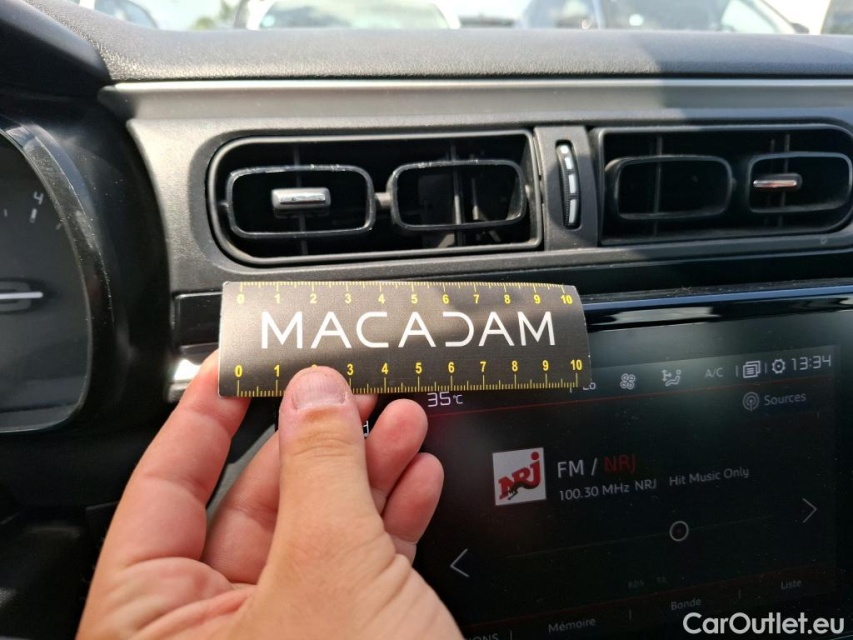 4
0 1 2 3 4 5 6 7 8 9 10
MACADAM
0 1 3 4 5 6 7 8 9 10
35°C
A/C
13:34
Sources
NRJ
FM / NRJ
100.30 MHz NRJ Hit Music Only
Liste
Bande
Mémoire
CarOutlet.eu